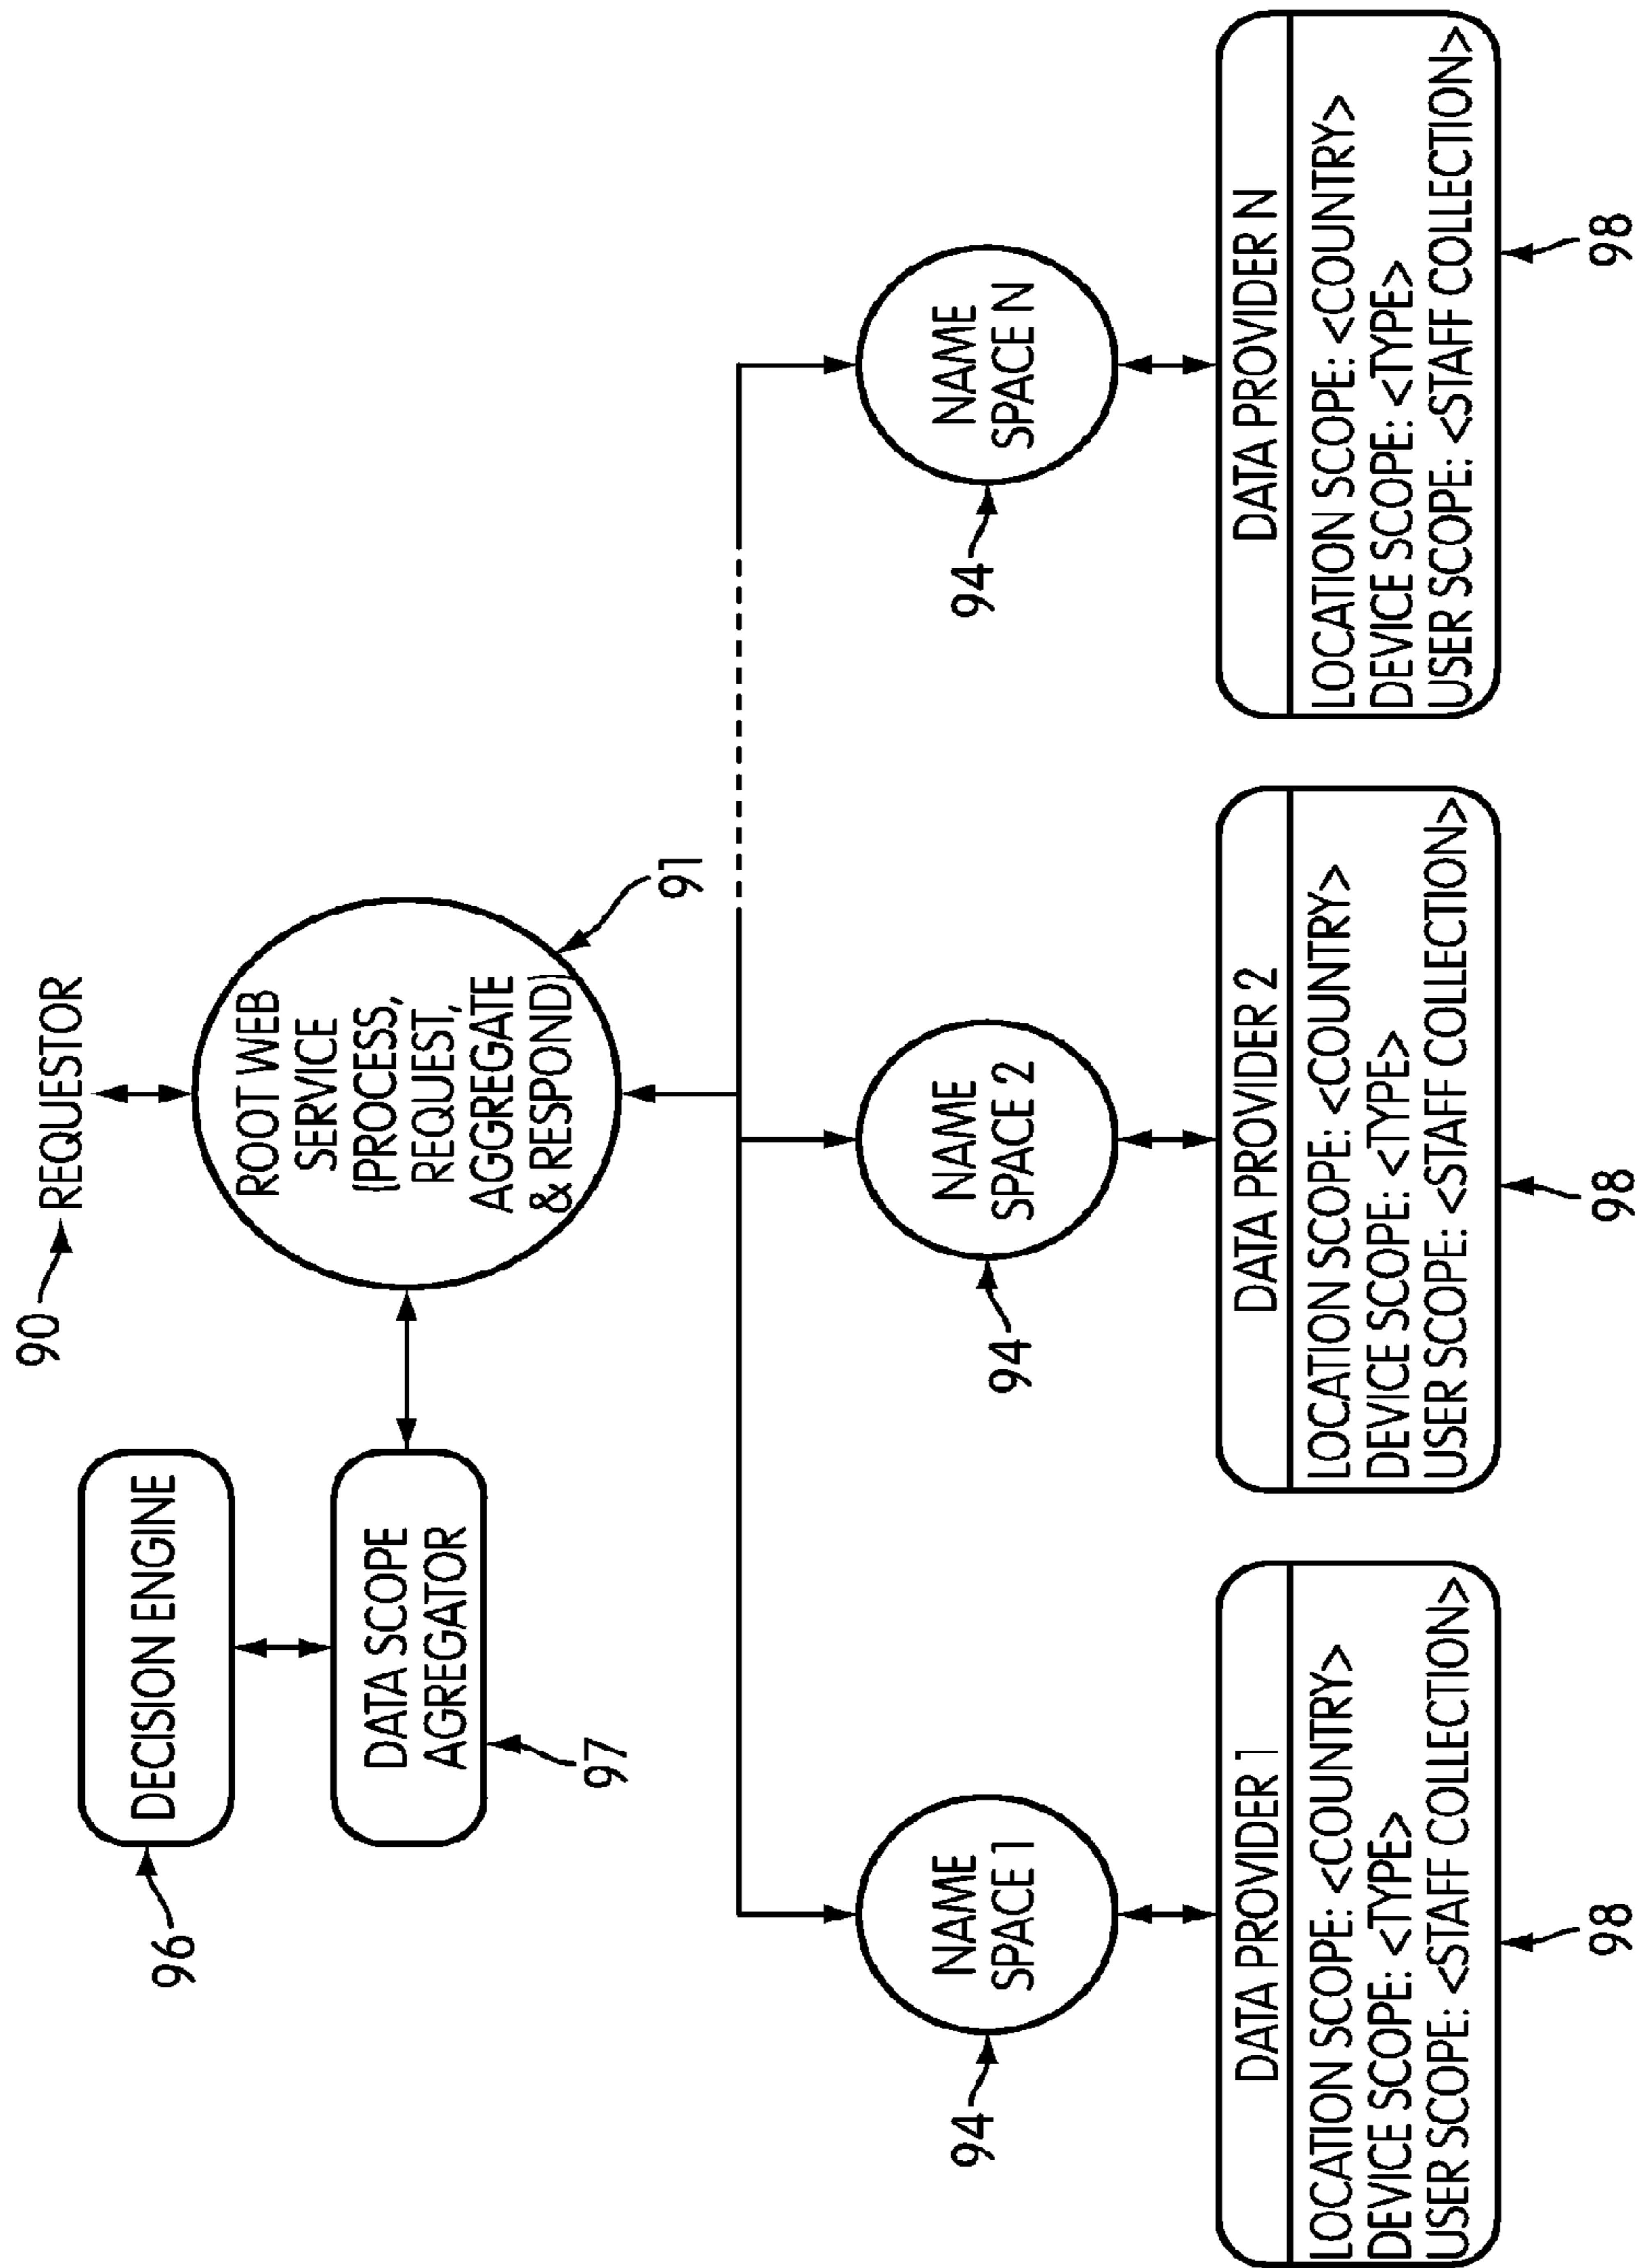 90
REQUESTOR
DECISION ENGINE
96
ROOT WEB
SERVICE
(PROCESS,
REQUEST,
AGGREGATE
& RESPOND)
91
DATA SCOPE
AGREGATOR
97
NAME
SPACE 1
94
NAME
SPACE 2
94
NAME
SPACE N
94
DATA PROVIDER 1
LOCATION SCOPE: <COUNTRY>
DEVICE SCOPE: <TYPE>
USER SCOPE: <STAFF COLLECTION>
98
DATA PROVIDER 2
LOCATION SCOPE: <COUNTRY>
DEVICE SCOPE: <TYPE>
USER SCOPE: <STAFF COLLECTION>
98
DATA PROVIDER N
LOCATION SCOPE: <COUNTRY>
DEVICE SCOPE: <TYPE>
USER SCOPE: <STAFF COLLECTION>
98